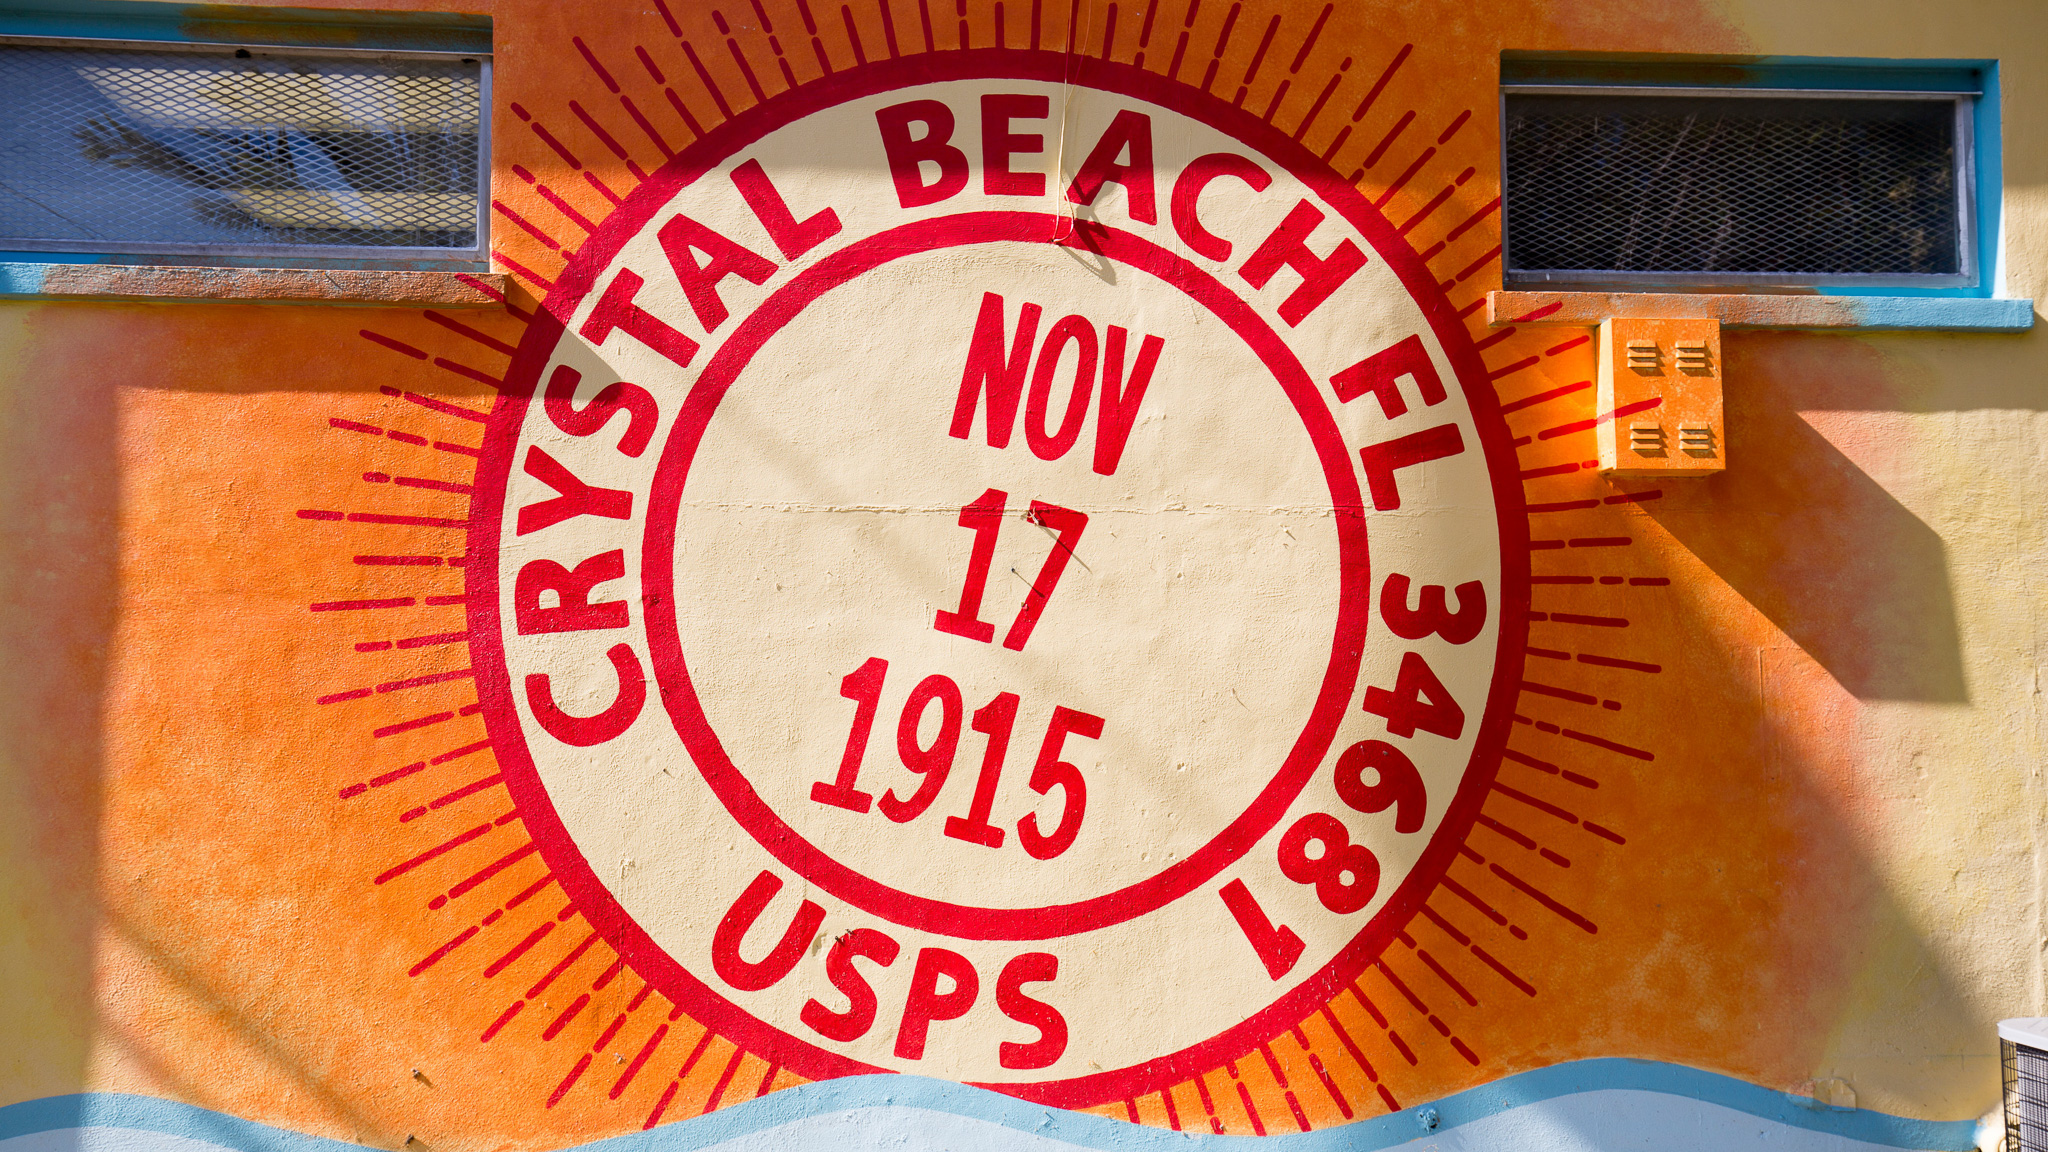 CRYSTAL BEACH FL 34681
NOV
17
1915
USPS